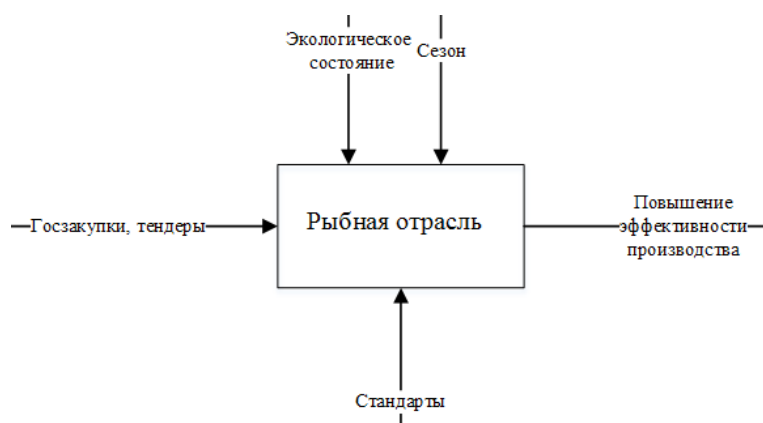 Экологическое
состояние
Сезон
Госзакупки, тендеры
Рыбная отрасль
Повышение
эффективности
производства
Стандарты